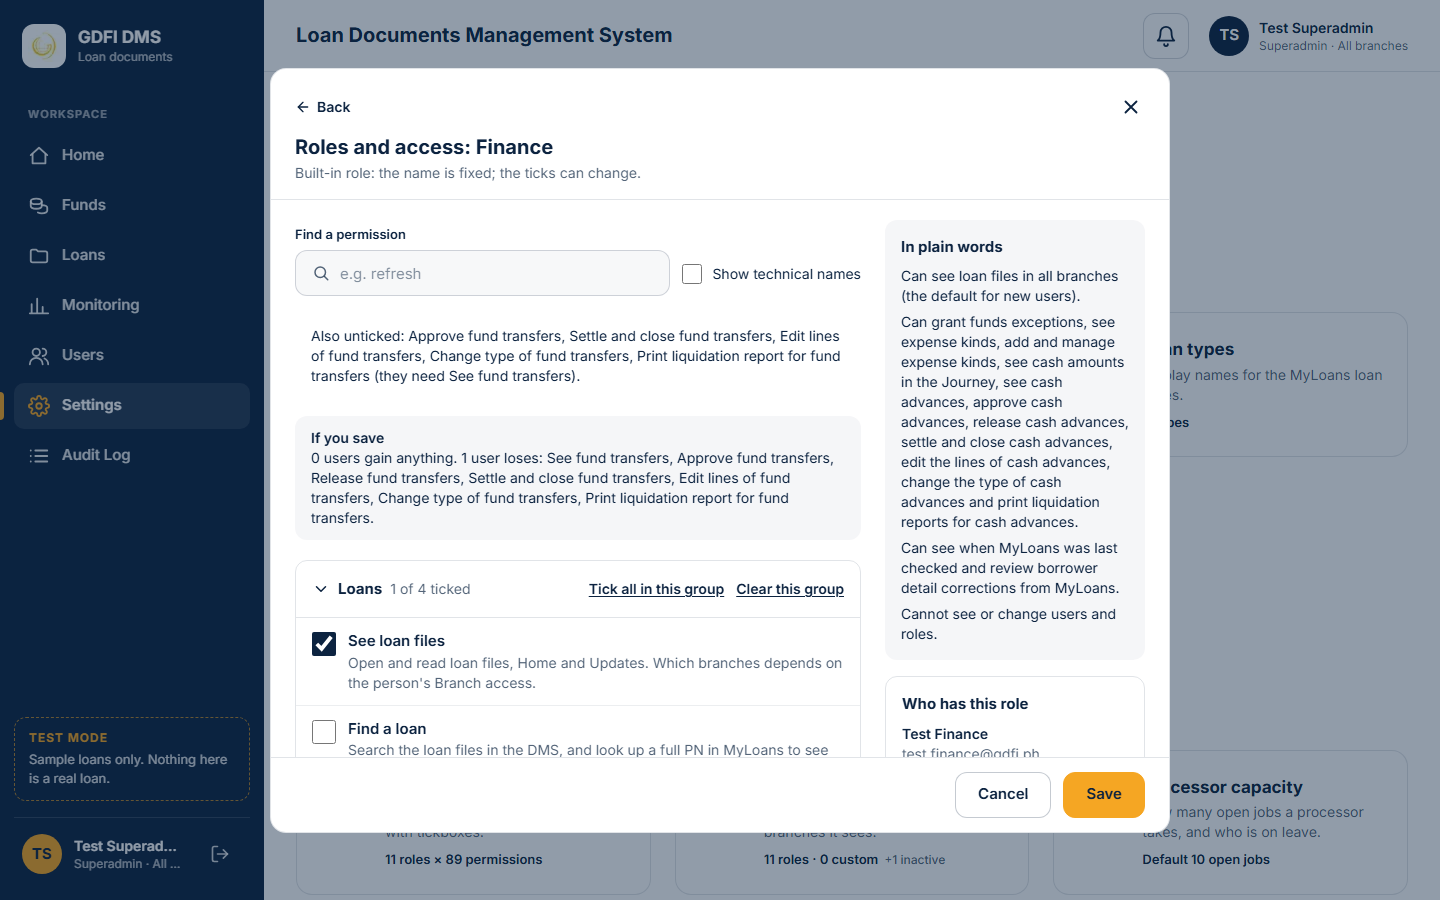 GDFI DMS
Loan documents
WORKSPACE
Home
Funds
Loans
Monitoring
Users
Settings
Audit Log
TEST MODE
Sample loans only. Nothing here
is a real loan.
TS
Test Superad...
Superadmin · All ...
Loan Documents Management System
TS
Test Superadmin
Superadmin · All branches
Back
Roles and access: Finance
Built-in role: the name is fixed; the ticks can change.
Find a permission
e.g. refresh
Show technical names
Also unticked: Approve fund transfers, Settle and close fund transfers, Edit lines
of fund transfers, Change type of fund transfers, Print liquidation report for fund
transfers (they need See fund transfers).
If you save
0 users gain anything. 1 user loses: See fund transfers, Approve fund transfers,
Release fund transfers, Settle and close fund transfers, Edit lines of fund
transfers, Change type of fund transfers, Print liquidation report for fund
transfers.
Loans 1 of 4 ticked
Tick all in this group
Clear this group
See loan files
Open and read loan files, Home and Updates. Which branches depends on
the person's Branch access.
Find a loan
Search the loan files in the DMS, and look up a full PN in MyLoans to see
In plain words
Can see loan files in all branches
(the default for new users).
Can grant funds exceptions, see
expense kinds, add and manage
expense kinds, see cash amounts
in the Journey, see cash
advances, approve cash
advances, release cash advances,
settle and close cash advances,
edit the lines of cash advances,
change the type of cash
advances and print liquidation
reports for cash advances.
Can see when MyLoans was last
checked and review borrower
detail corrections from MyLoans.
Cannot see or change users and
roles.
Who has this role
Test Finance
test.finance@gdfi.ph
Cancel
Save
n types
lay names for the MyLoans loan
es.
pes
with tickboxes.
11 roles × 89 permissions
branches it sees.
11 roles · 0 custom +1 inactive
cessor capacity
many open jobs a processor
takes, and who is on leave.
Default 10 open jobs